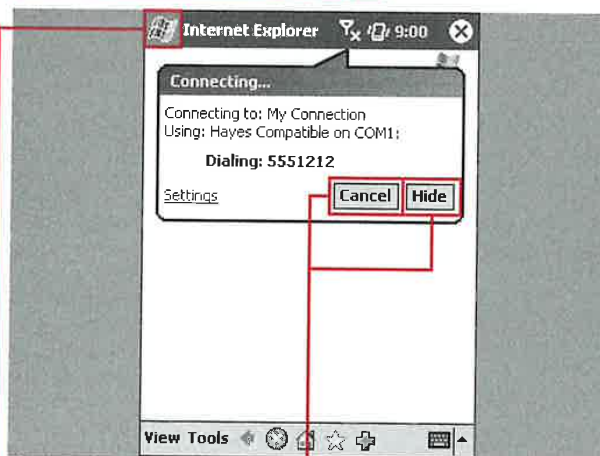 Internet Explorer 9:00
Connecting...
Connecting to: My Connection
Using: Hayes Compatible on COM1:
Dialing: 5551212
Settings Cancel Hide
View Tools